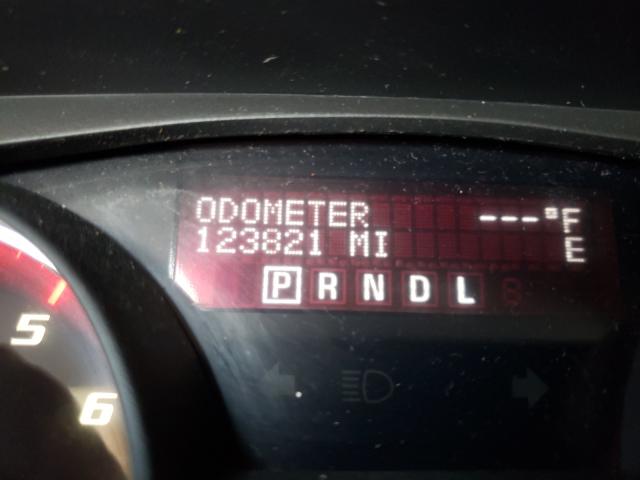 ODOMETER ---°F
123821 MI E
P R N D L
5
6